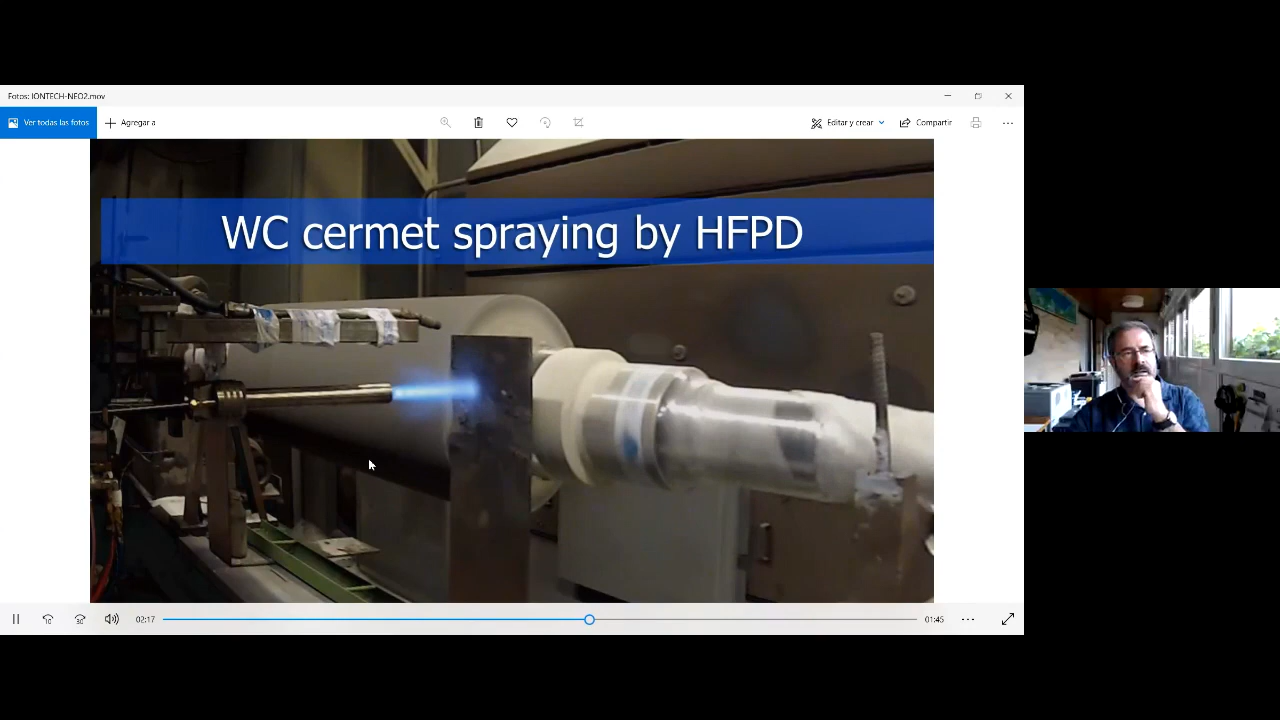 Fotos: IONTECH-NEO2.mov
Ver todas las fotos
Agregar a
Editar y crear
Compartir
WC cermet spraying by HFPD
02:17
01:45